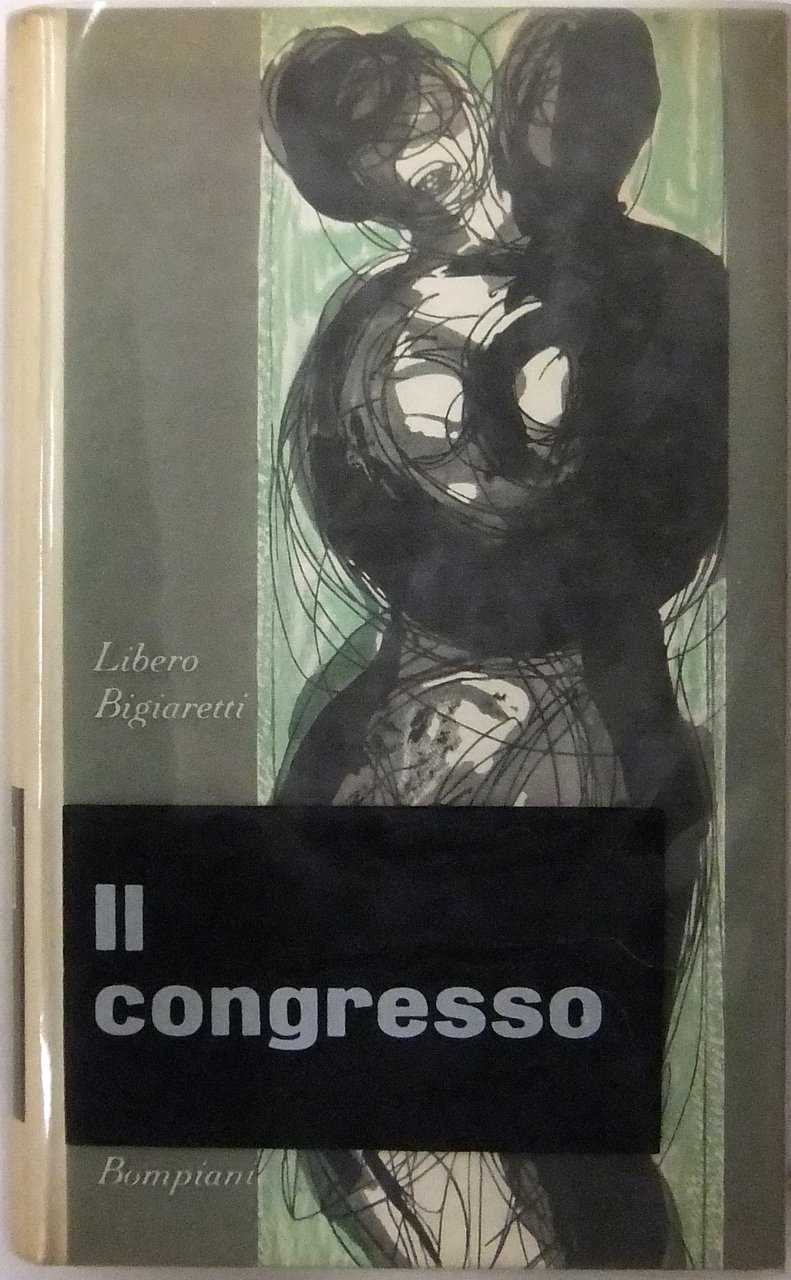 Libero
Bigiaretti
Il
congresso
Bompiani